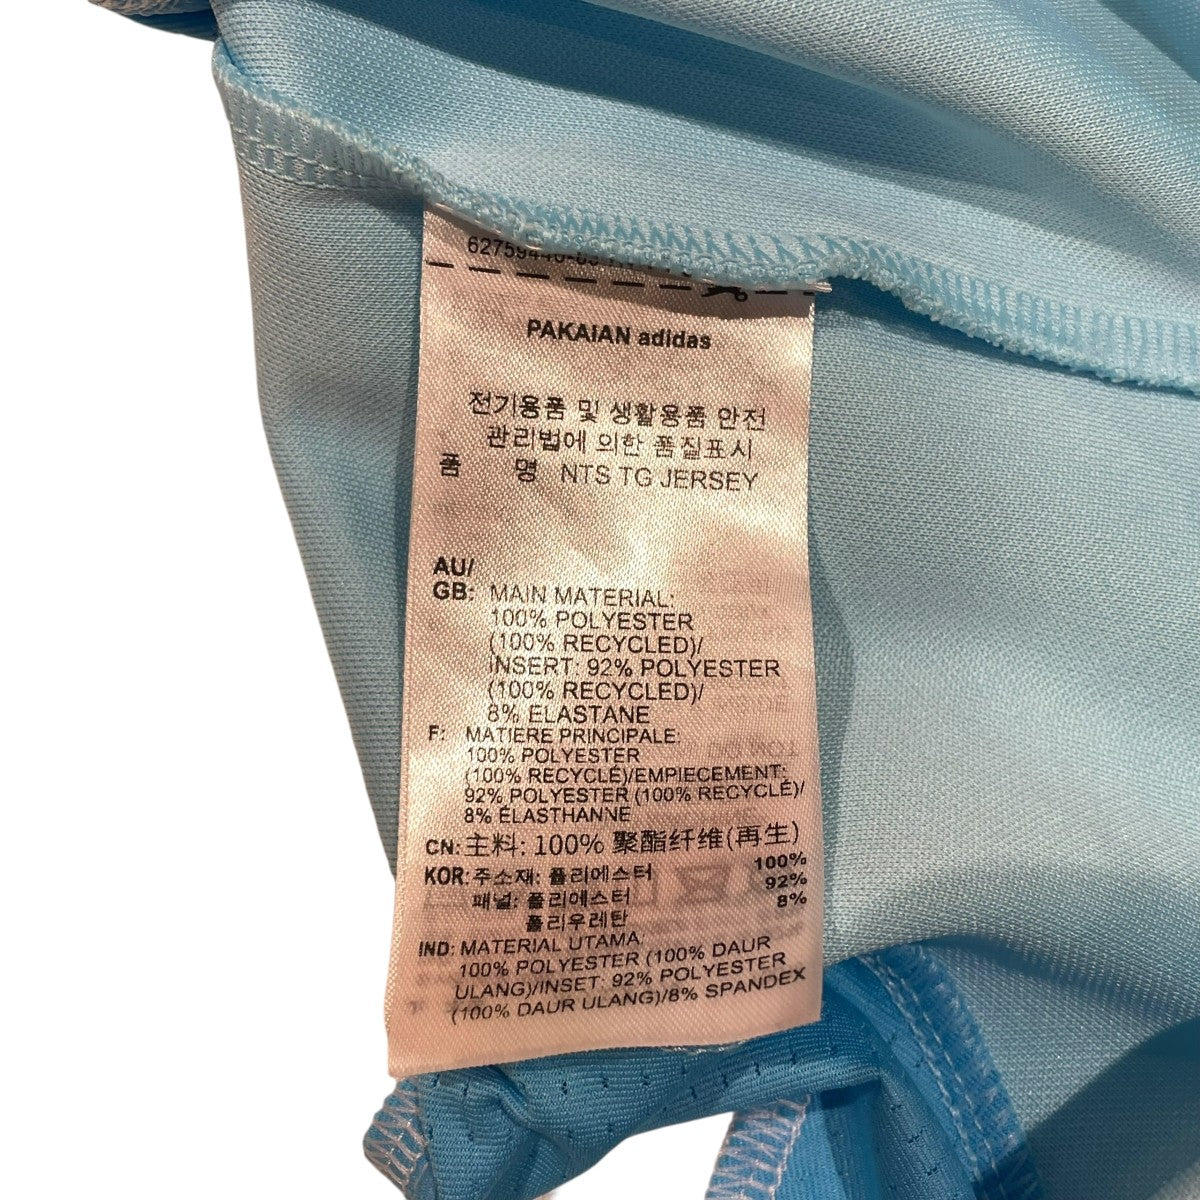 PAKAIAN adidas
전기용품 및 생활용품 안전
관리법에 의한 품질표시
품 명 NTS TG JERSEY
AU/
GB: MAIN MATERIAL:
100% POLYESTER
(100% RECYCLED)/
INSERT: 92% POLYESTER
(100% RECYCLED)/
8% ELASTANE
F: MATIERE PRINCIPALE:
100% POLYESTER
(100% RECYCLÉ)/EMPIECEMENT:
92% POLYESTER (100% RECYCLÉ)/
8% ÉLASTHANNE
CN: 主料: 100% 聚酯纤维(再生)
KOR: 주소재: 폴리에스터 100%
패널: 폴리에스터 92%
폴리우레탄 8%
IND: MATERIAL UTAMA:
100% POLYESTER (100% DAUR
ULANG)/INSET: 92% POLYESTER
(100% DAUR ULANG)/8% SPANDEX